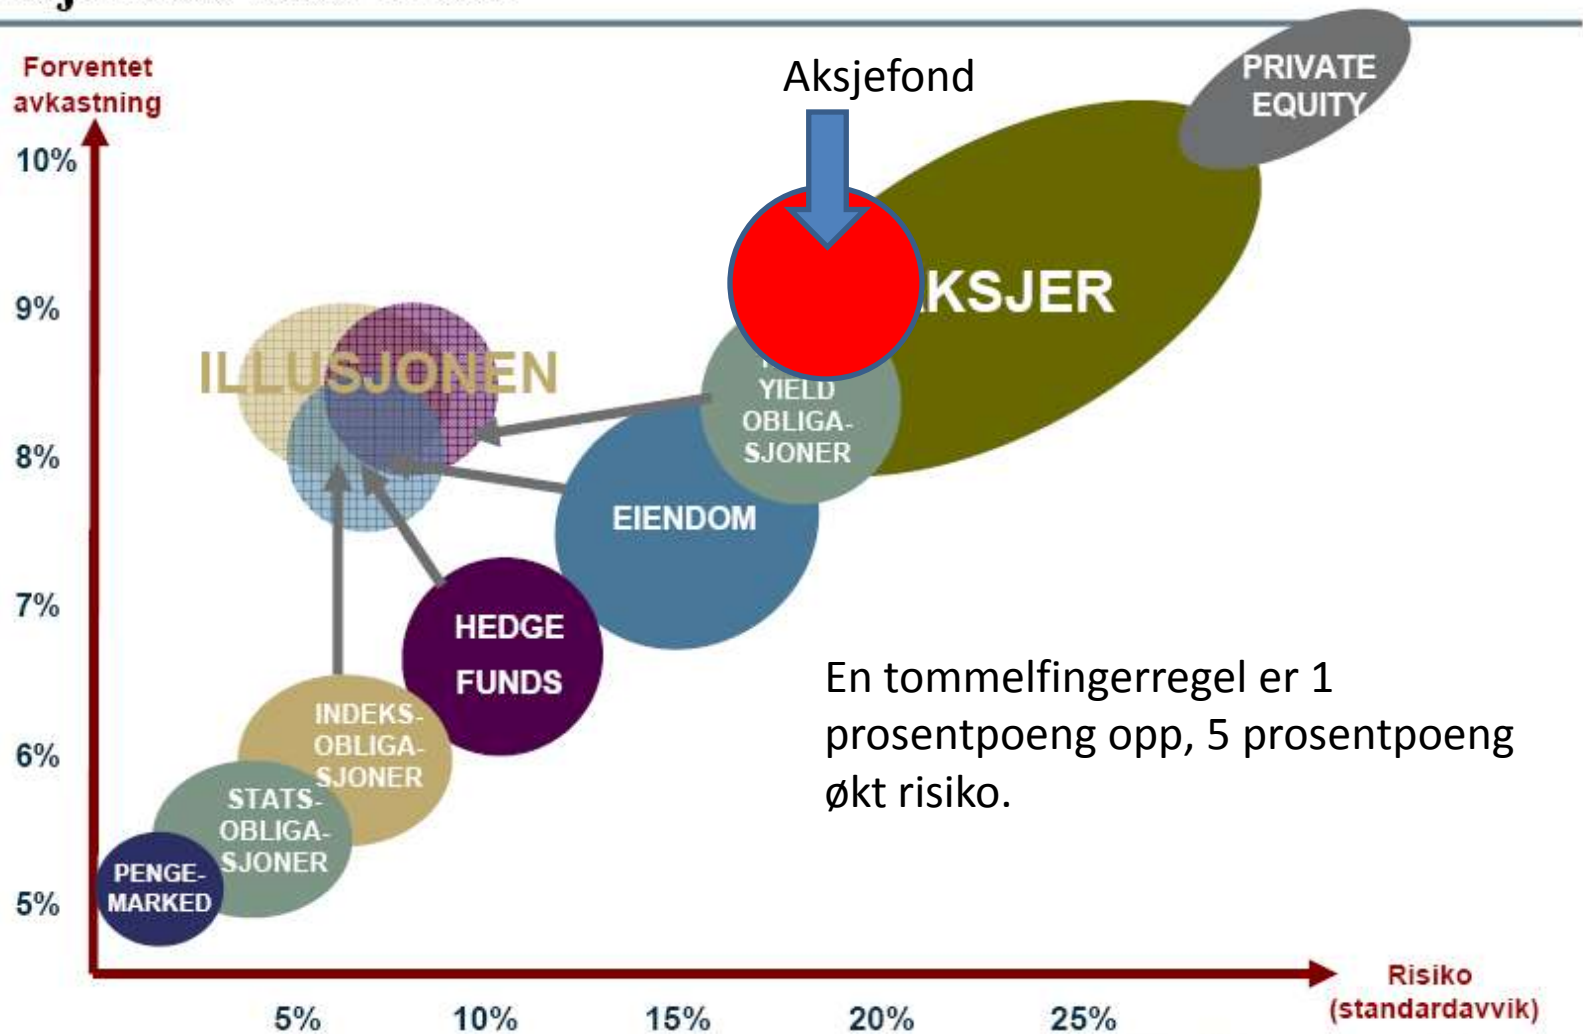 Forventet
avkastning
Aksjefond
PRIVATE
EQUITY
10%
9%
8%
7%
6%
5%
KSJER
ILLUSJONEN
YIELD
OBLIGA-
SJONER
EIENDOM
HEDGE
FUNDS
En tommelfingerregel er 1
prosentpoeng opp, 5 prosentpoeng
økt risiko.
INDEKS-
OBLIGA-
SJONER
STATS-
OBLIGA-
SJONER
PENGE-
MARKED
Risiko
(standardavvik)
5%
10%
15%
20%
25%